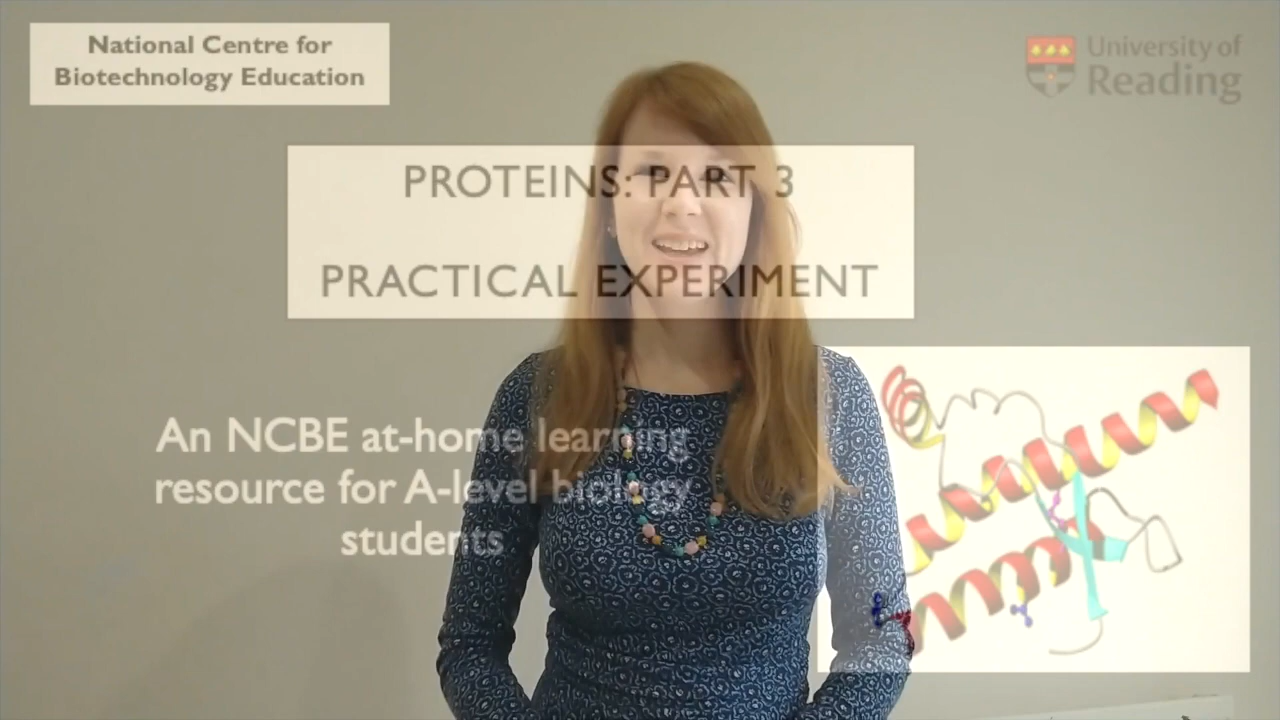 National Centre for
Biotechnology Education
University of
Reading
PROTEINS: PART 3
PRACTICAL EXPERIMENT
An NCBE at-home learning
resource for A-level biology
students